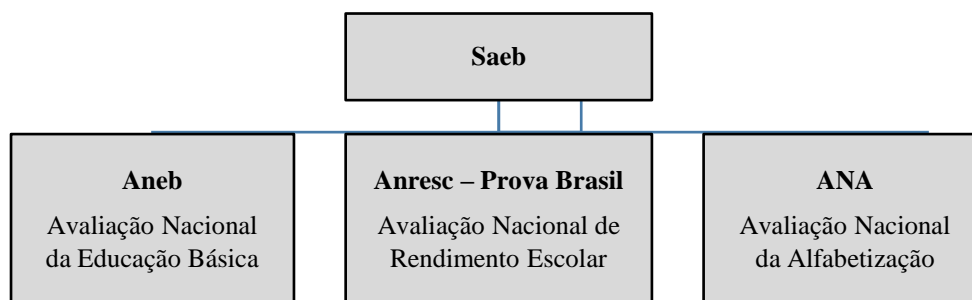 Saeb
Aneb
Avaliação Nacional
da Educação Básica
Anresc – Prova Brasil
Avaliação Nacional de
Rendimento Escolar
ANA
Avaliação Nacional
da Alfabetização